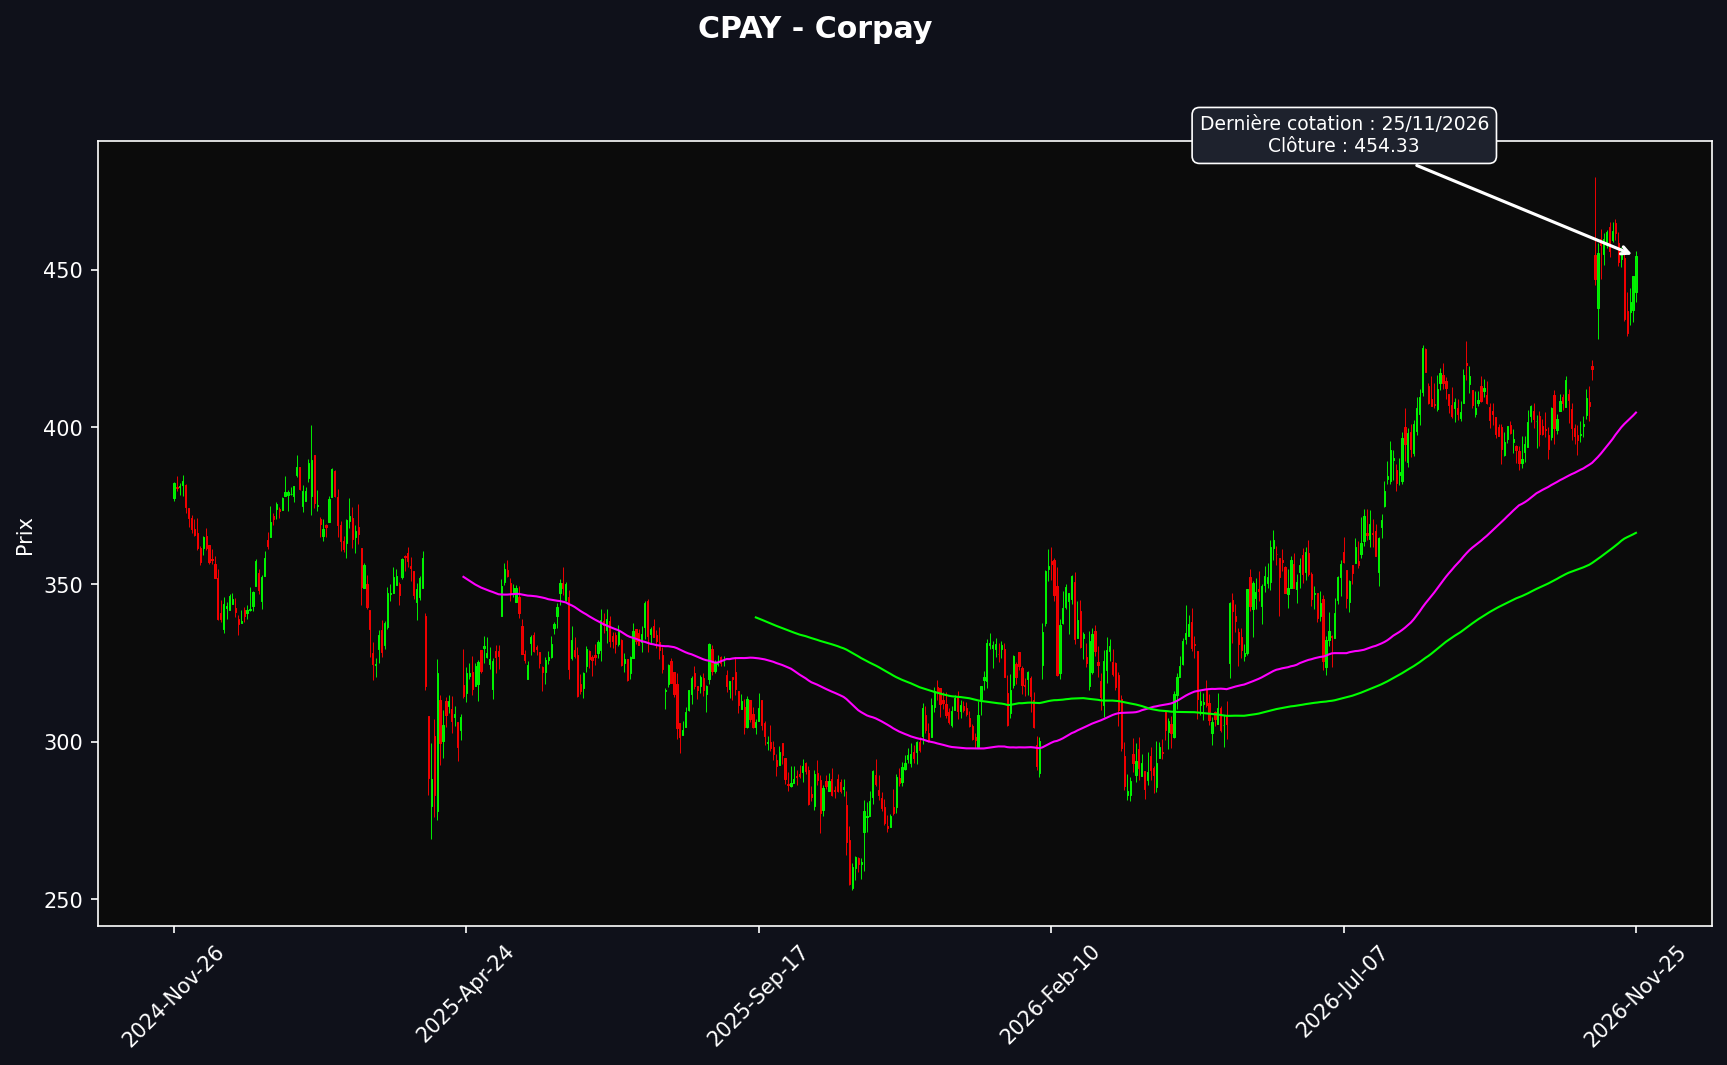 CPAY - Corpay
Dernière cotation : 25/11/2026
Clôture : 454.33
Prix
450
400
350
300
250
2024-Nov-26
2025-Apr-24
2025-Sep-17
2026-Feb-10
2026-Jul-07
2026-Nov-25